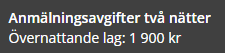 Anmälningsavgifter två nätter
Övernattande lag: 1 900 kr